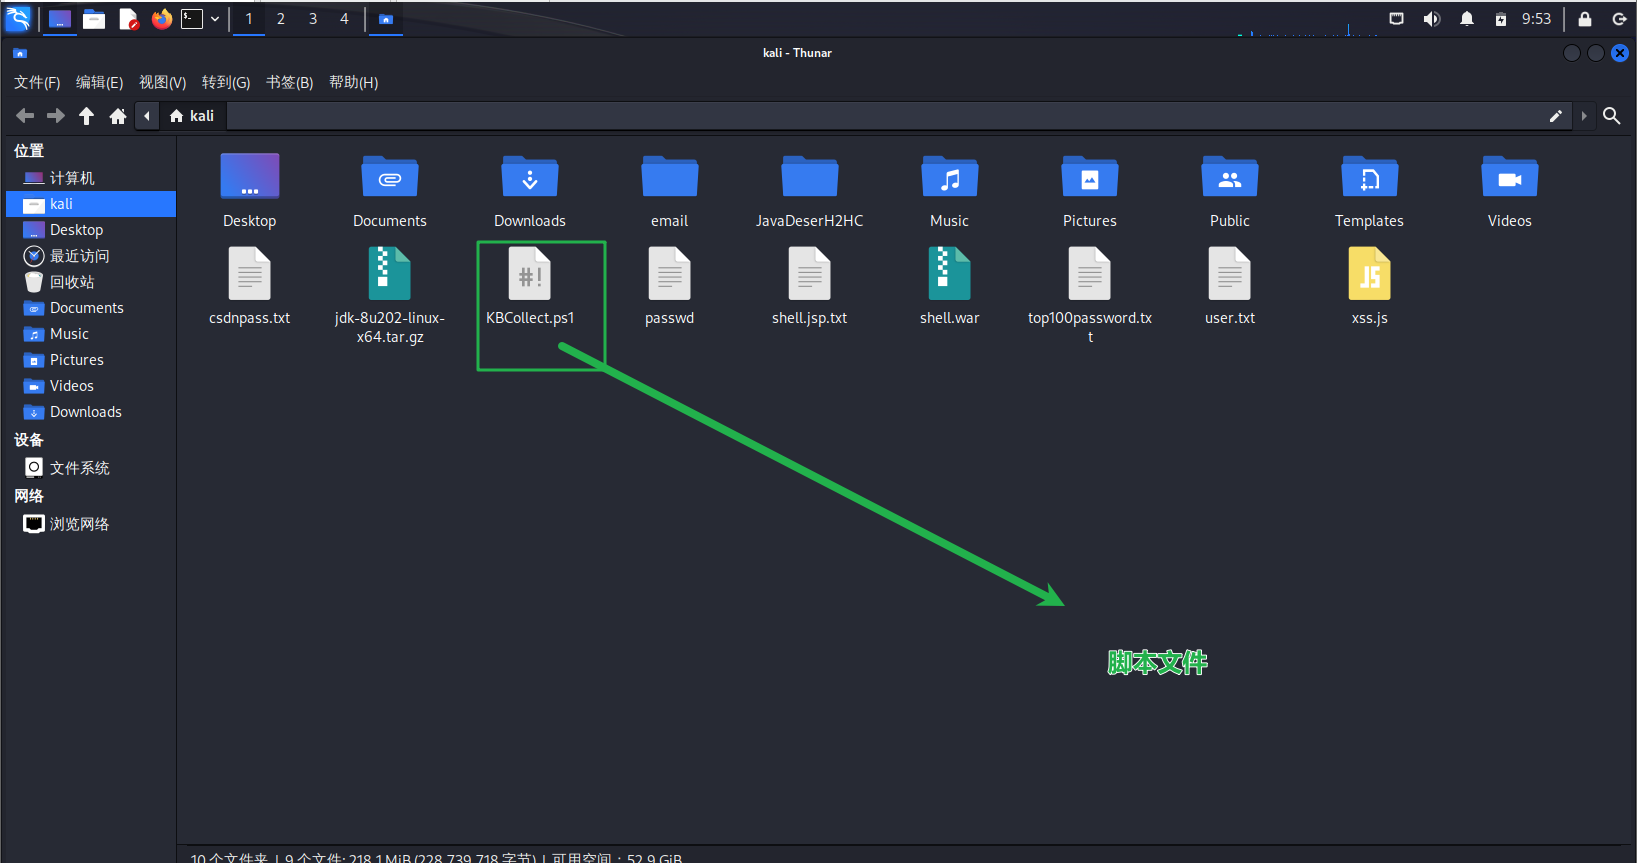 1 2 3 4
9:53
kali - Thunar
文件(F) 编辑(E) 视图(V) 转到(G) 书签(B) 帮助(H)
kali
位置
计算机
kali
Desktop
最近访问
回收站
Documents
Music
Pictures
Videos
Downloads
设备
文件系统
网络
浏览网络
Desktop Documents Downloads email JavaDeserH2HC Music Pictures Public Templates Videos
csdnpass.txt
jdk-8u202-linux-
x64.tar.gz
KBCollect.ps1
passwd
shell.jsp.txt
shell.war
top100password.tx
t
user.txt
xss.js
JS
#!
脚本文件
10 个文件夹 | 9 个文件: 218.1 MiB (228,739,718 字节) | 可用空间：52.9 GiB